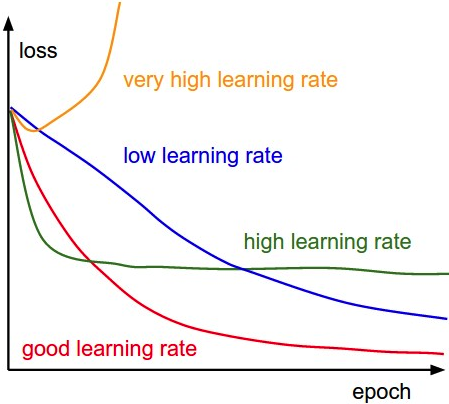 loss
very high learning rate
low learning rate
high learning rate
good learning rate
epoch